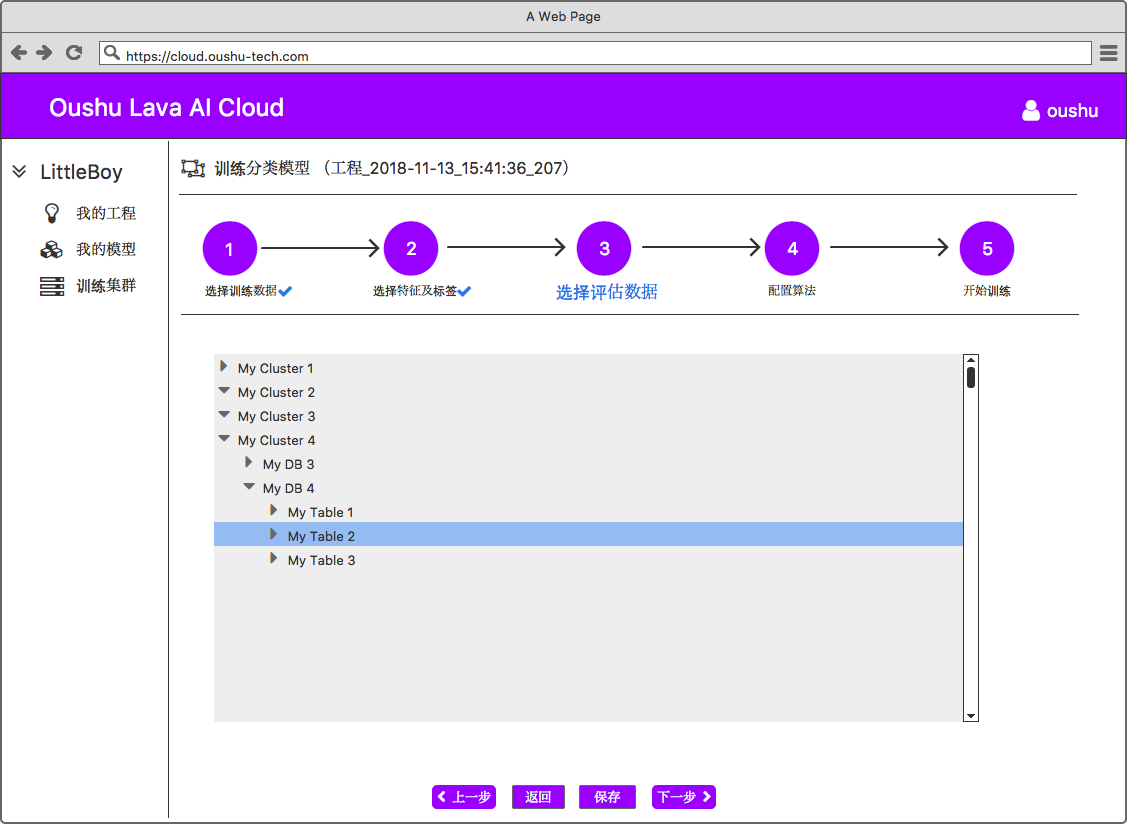 A Web Page
https://cloud.oushu-tech.com
Oushu Lava AI Cloud
oushu
LittleBoy
我的工程
我的模型
训练集群
训练分类模型 （工程_2018-11-13_15:41:36_207）
1 2 3 4 5
选择训练数据 选择特征及标签 选择评估数据 配置算法 开始训练
My Cluster 1
My Cluster 2
My Cluster 3
My Cluster 4
My DB 3
My DB 4
My Table 1
My Table 2
My Table 3
上一步 返回 保存 下一步